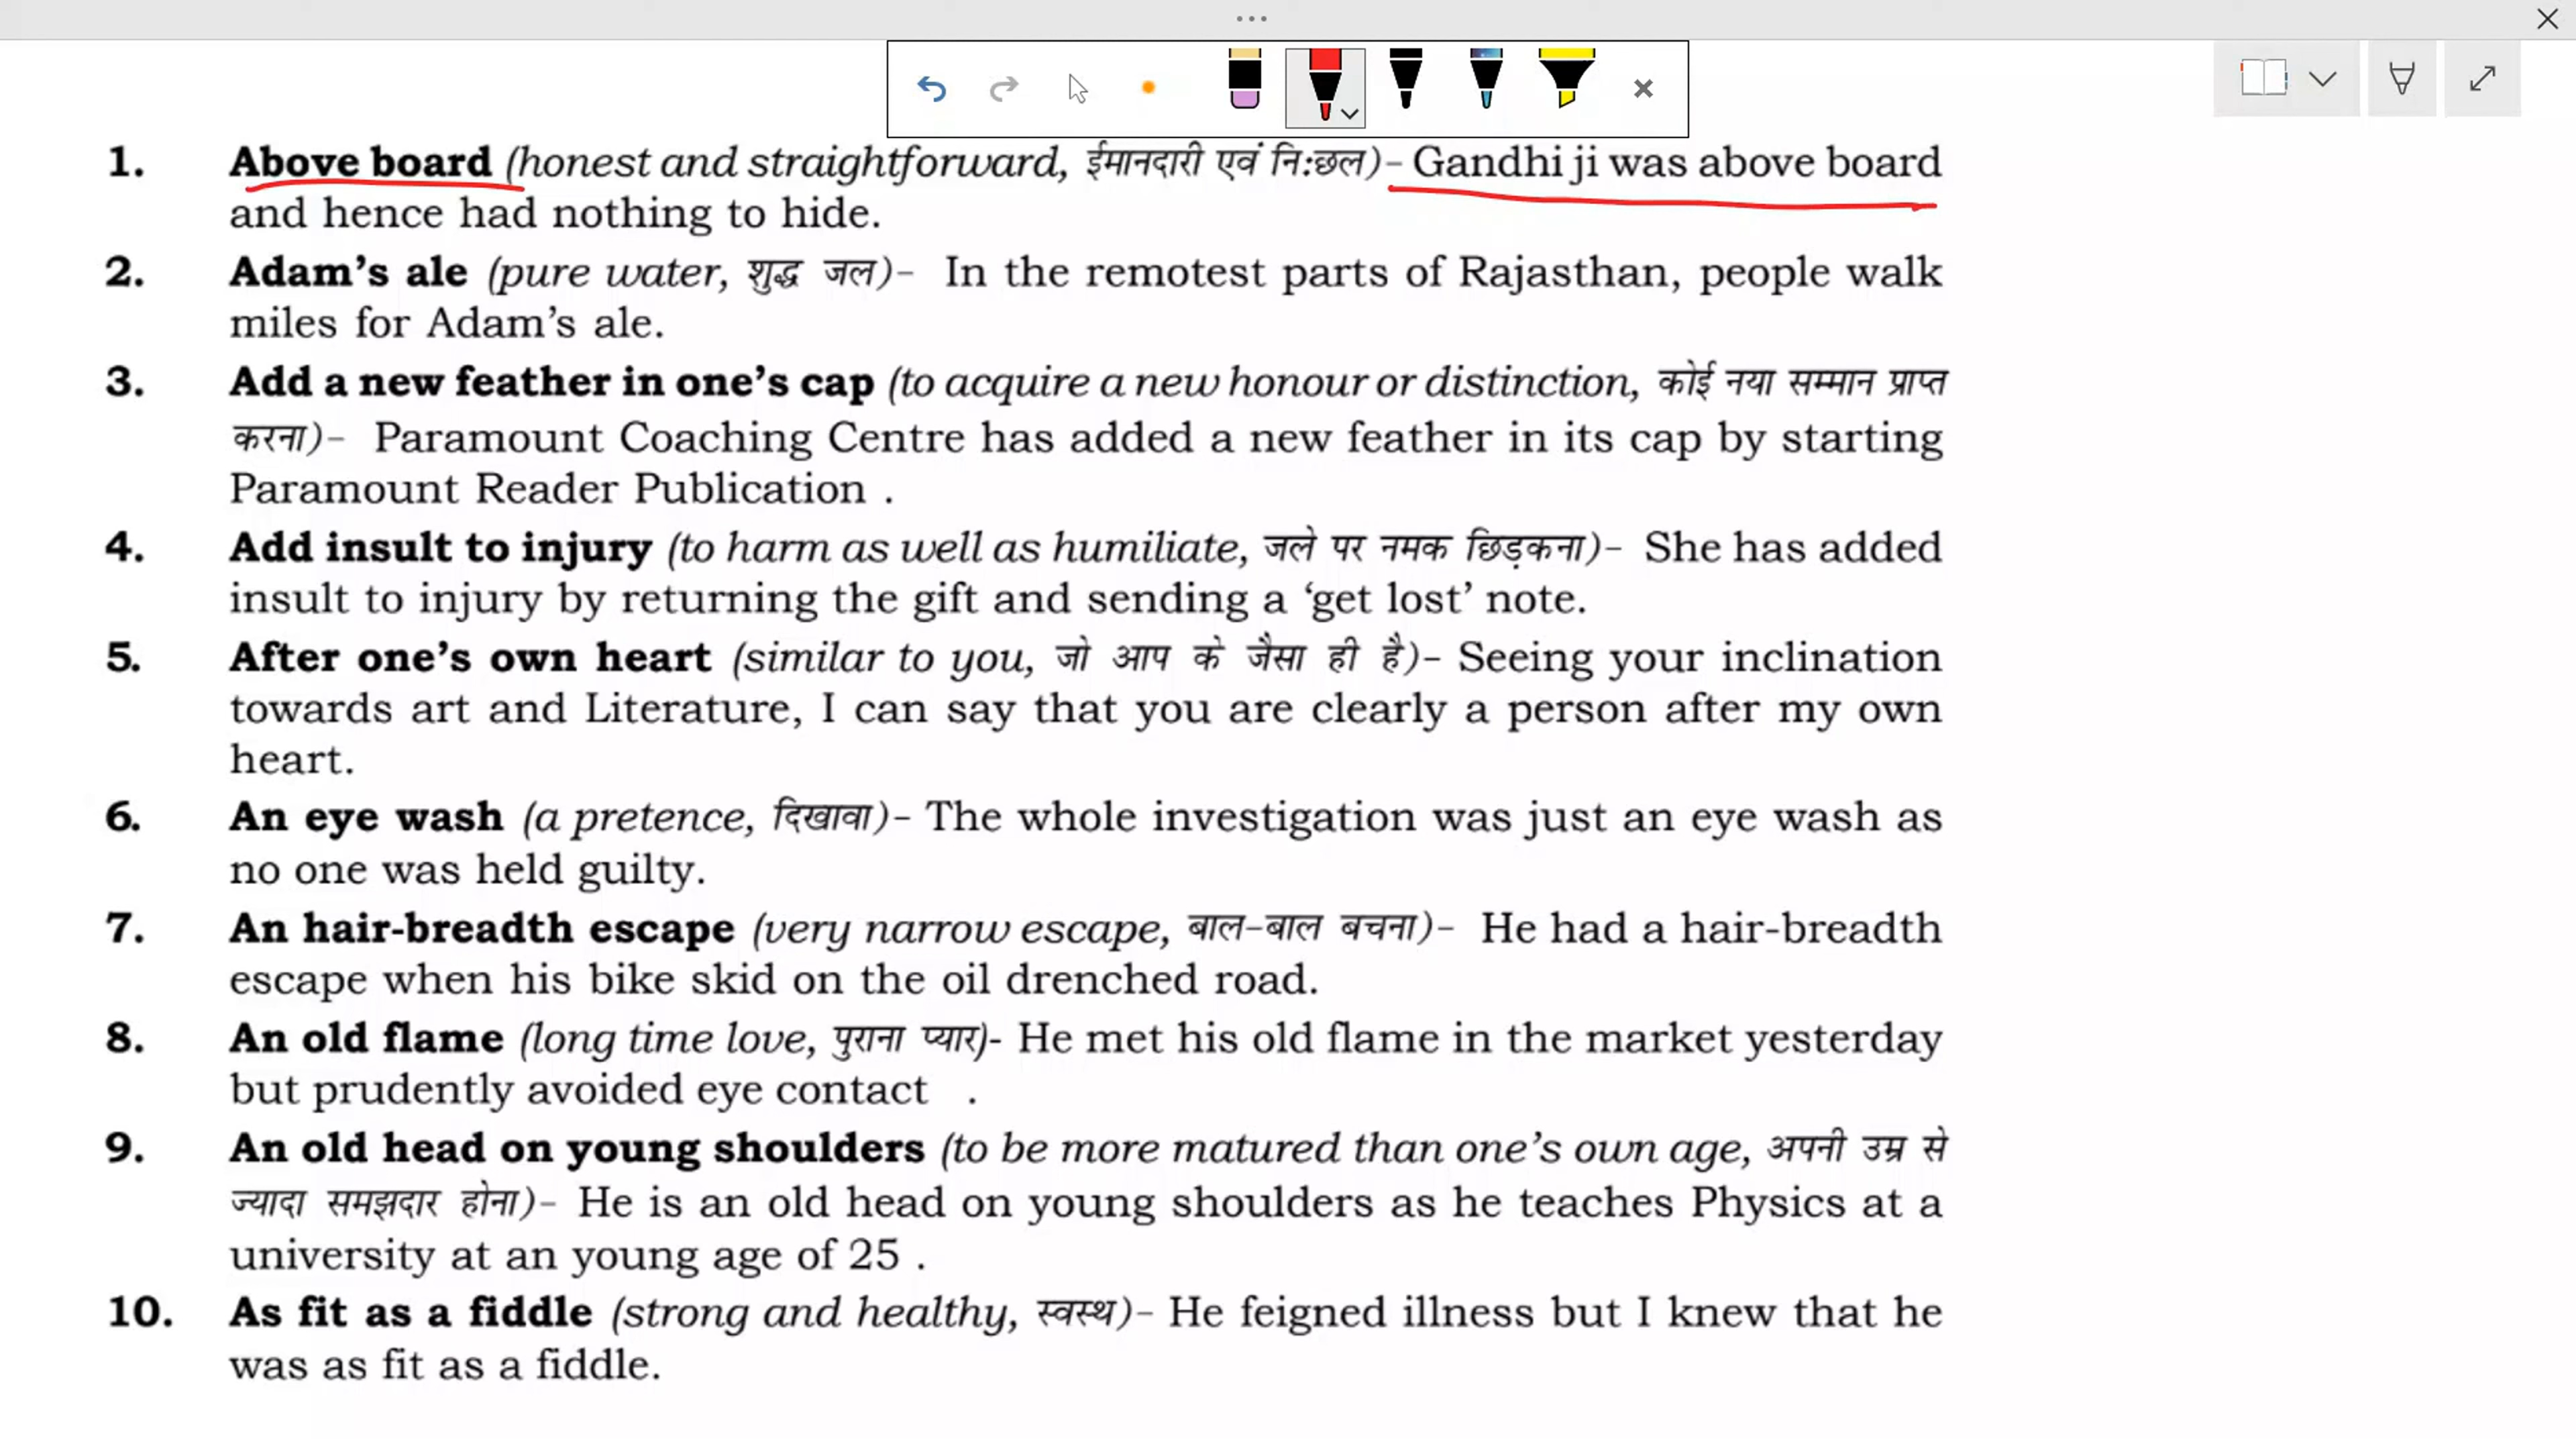 1. Above board (honest and straightforward, ईमानदारी एवं नि:छल)- Gandhi ji was above board
and hence had nothing to hide.
2. Adam's ale (pure water, शुद्ध जल)- In the remotest parts of Rajasthan, people walk
miles for Adam's ale.
3. Add a new feather in one's cap (to acquire a new honour or distinction, कोई नया सम्मान प्राप्त
करना)- Paramount Coaching Centre has added a new feather in its cap by starting
Paramount Reader Publication .
4. Add insult to injury (to harm as well as humiliate, जले पर नमक छिड़कना)- She has added
insult to injury by returning the gift and sending a 'get lost' note.
5. After one's own heart (similar to you, जो आप के जैसा ही है)- Seeing your inclination
towards art and Literature, I can say that you are clearly a person after my own
heart.
6. An eye wash (a pretence, दिखावा)- The whole investigation was just an eye wash as
no one was held guilty.
7. An hair-breadth escape (very narrow escape, बाल-बाल बचना)- He had a hair-breadth
escape when his bike skid on the oil drenched road.
8. An old flame (long time love, पुराना प्यार)- He met his old flame in the market yesterday
but prudently avoided eye contact .
9. An old head on young shoulders (to be more matured than one's own age, अपनी उम्र से
ज्यादा समझदार होना)- He is an old head on young shoulders as he teaches Physics at a
university at an young age of 25 .
10. As fit as a fiddle (strong and healthy, स्वस्थ)- He feigned illness but I knew that he
was as fit as a fiddle.